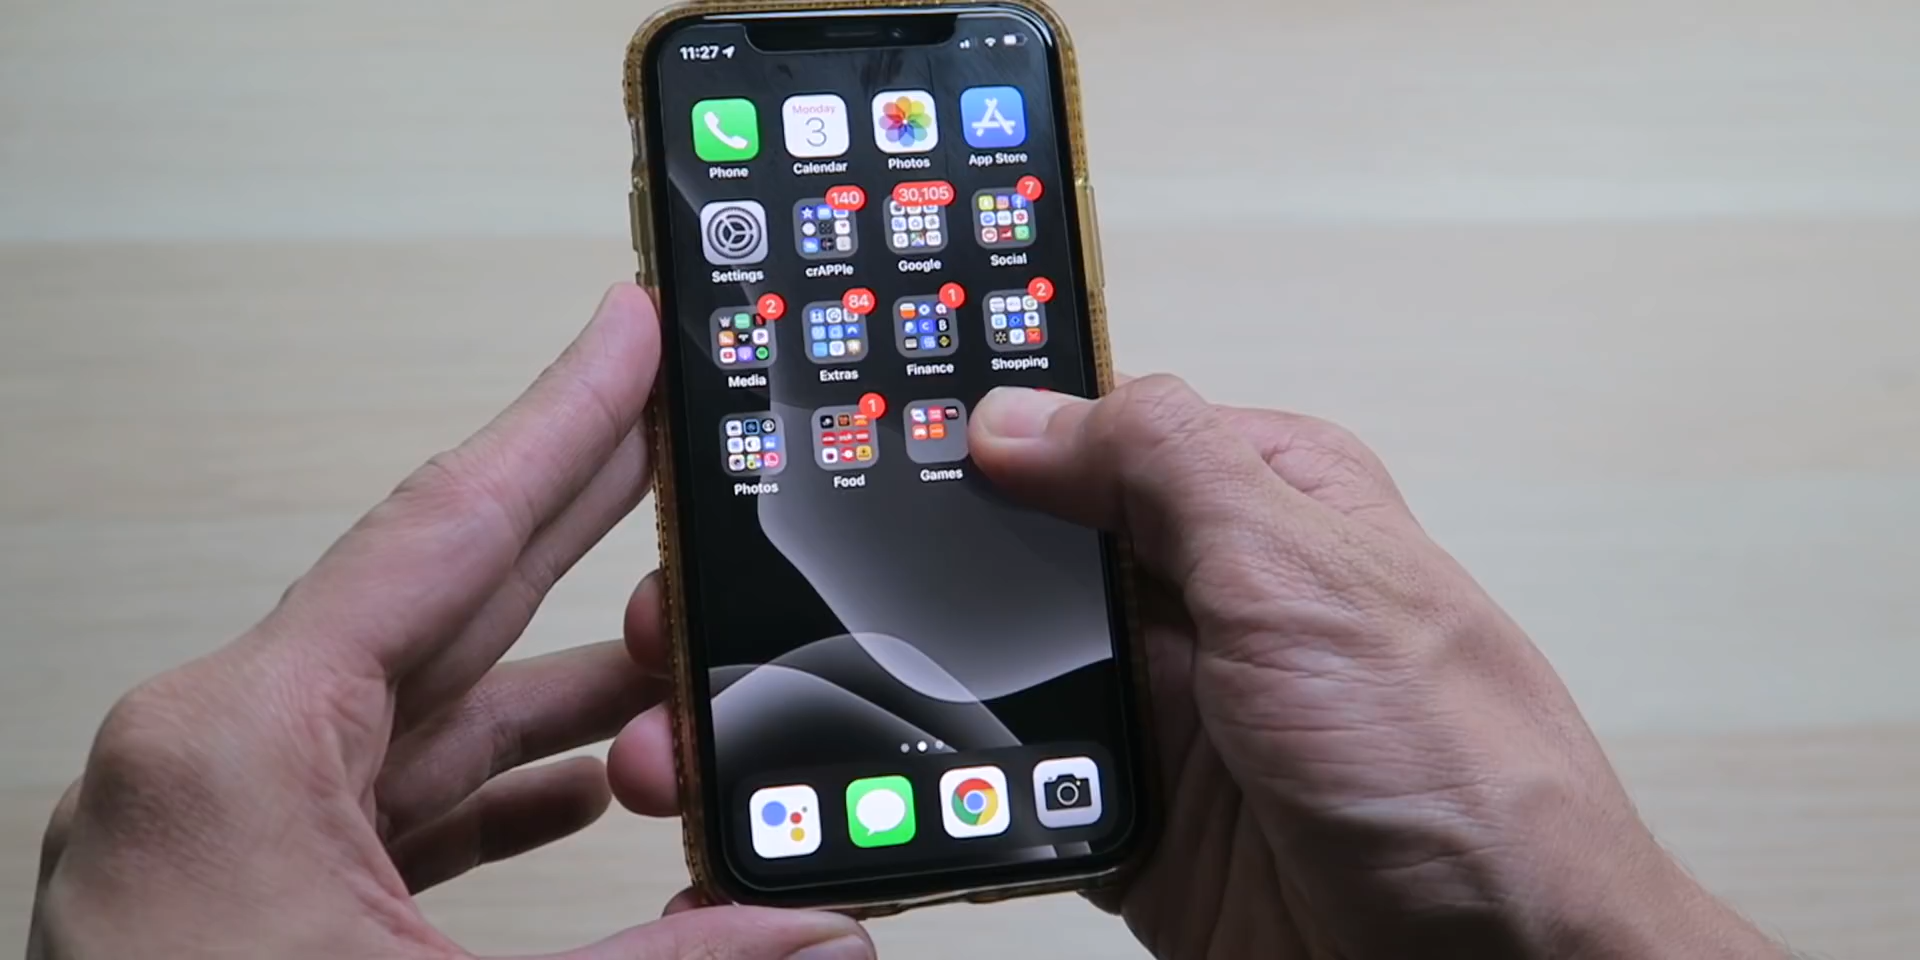 11:27
Monday
3
Phone
Calendar
Photos
App Store
140
30,105
7
Settings
crAPPle
Google
Social
2
84
1
2
Media
Extras
Finance
Shopping
1
Photos
Food
Games